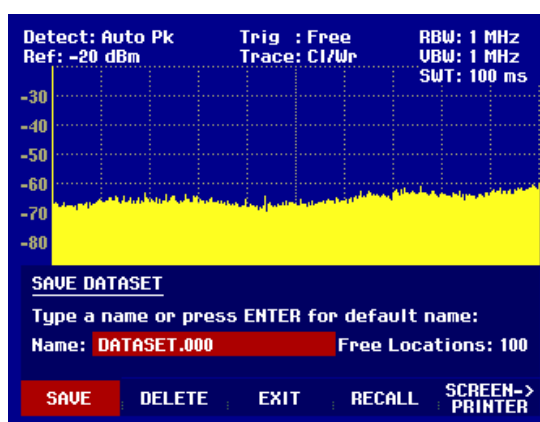 Detect: Auto Pk Trig : Free RBW: 1 MHz
Ref: -20 dBm Trace: Cl/Wr VBW: 1 MHz
SWT: 100 ms
-30
-40
-50
-60
-70
-80
SAVE DATASET
Type a name or press ENTER for default name:
Name: DATASET.000 Free Locations: 100
SAVE DELETE EXIT RECALL SCREEN->
PRINTER